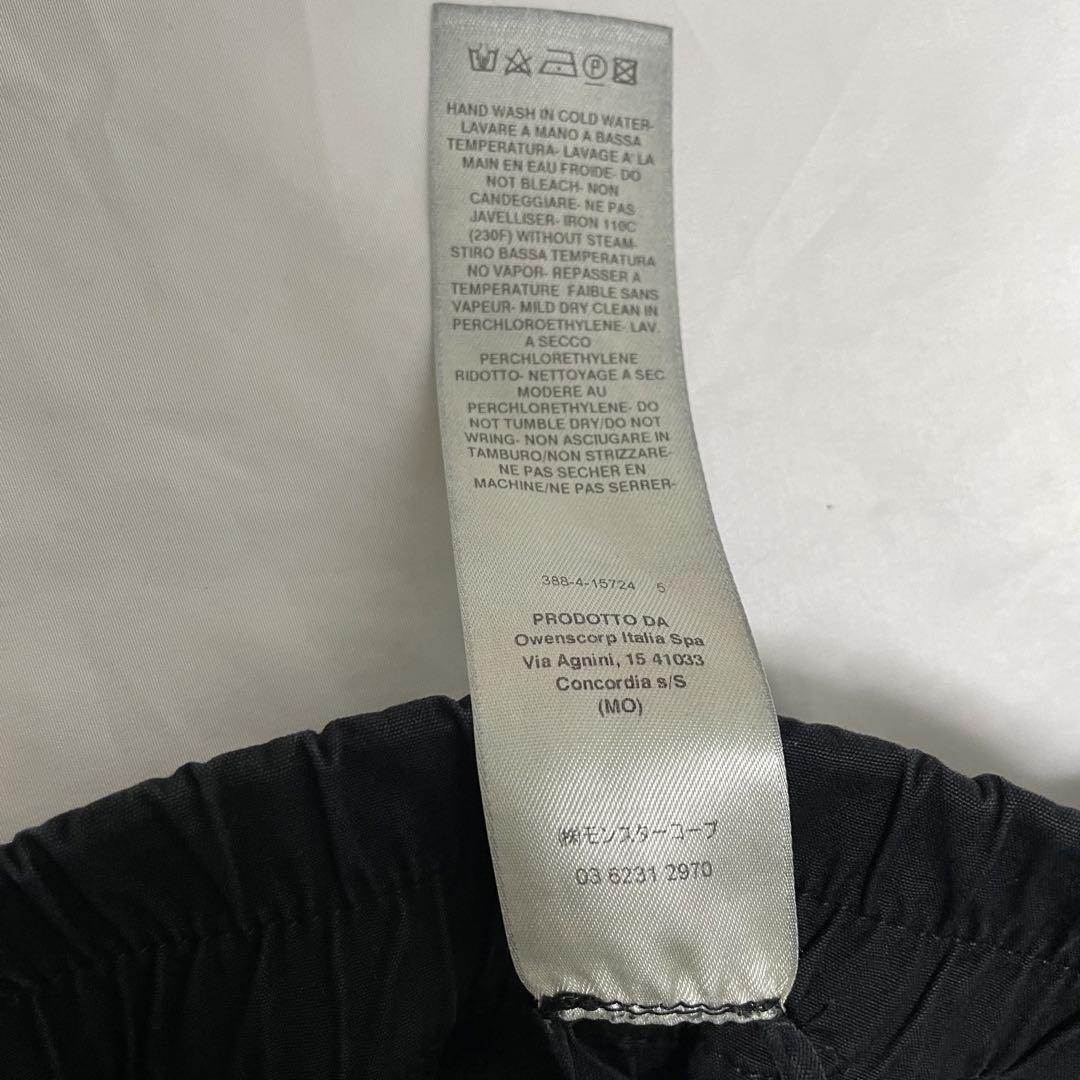 P
HAND WASH IN COLD WATER-
LAVARE A MANO A BASSA
TEMPERATURA- LAVAGE A' LA
MAIN EN EAU FROIDE- DO
NOT BLEACH- NON
CANDEGGIARE- NE PAS
JAVELLISER- IRON 110C
(230F) WITHOUT STEAM-
STIRO BASSA TEMPERATURA
NO VAPOR- REPASSER A
TEMPERATURE FAIBLE SANS
VAPEUR- MILD DRY CLEAN IN
PERCHLOROETHYLENE- LAV.
A SECCO
PERCHLORETHYLENE
RIDOTTO- NETTOYAGE A SEC
MODERE AU
PERCHLORETHYLENE- DO
NOT TUMBLE DRY/DO NOT
WRING- NON ASCIUGARE IN
TAMBURO/NON STRIZZARE-
NE PAS SECHER EN
MACHINE/NE PAS SERRER-
388-4-15724 5
PRODOTTO DA
Owenscorp Italia Spa
Via Agnini, 15 41033
Concordia s/S
(MO)
㈱モンスターコープ
03 6231 2970